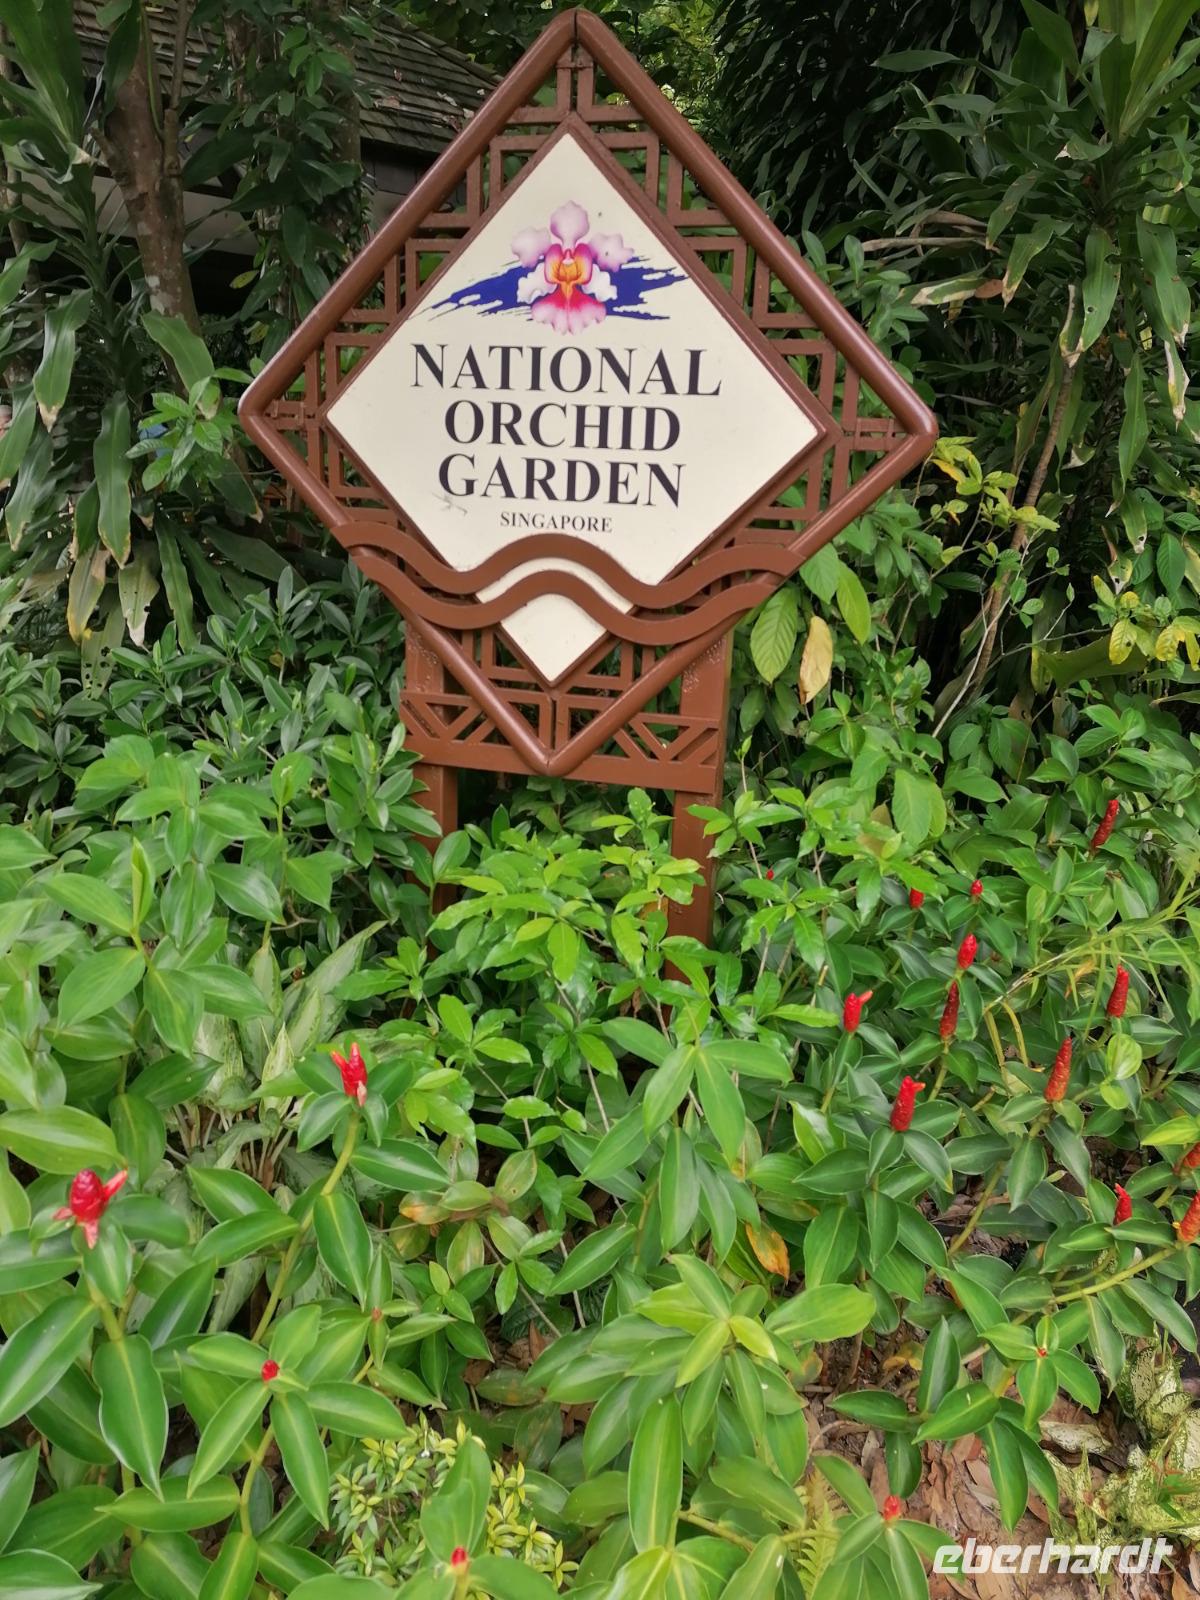 NATIONAL
ORCHID
GARDEN
SINGAPORE
eberhardt